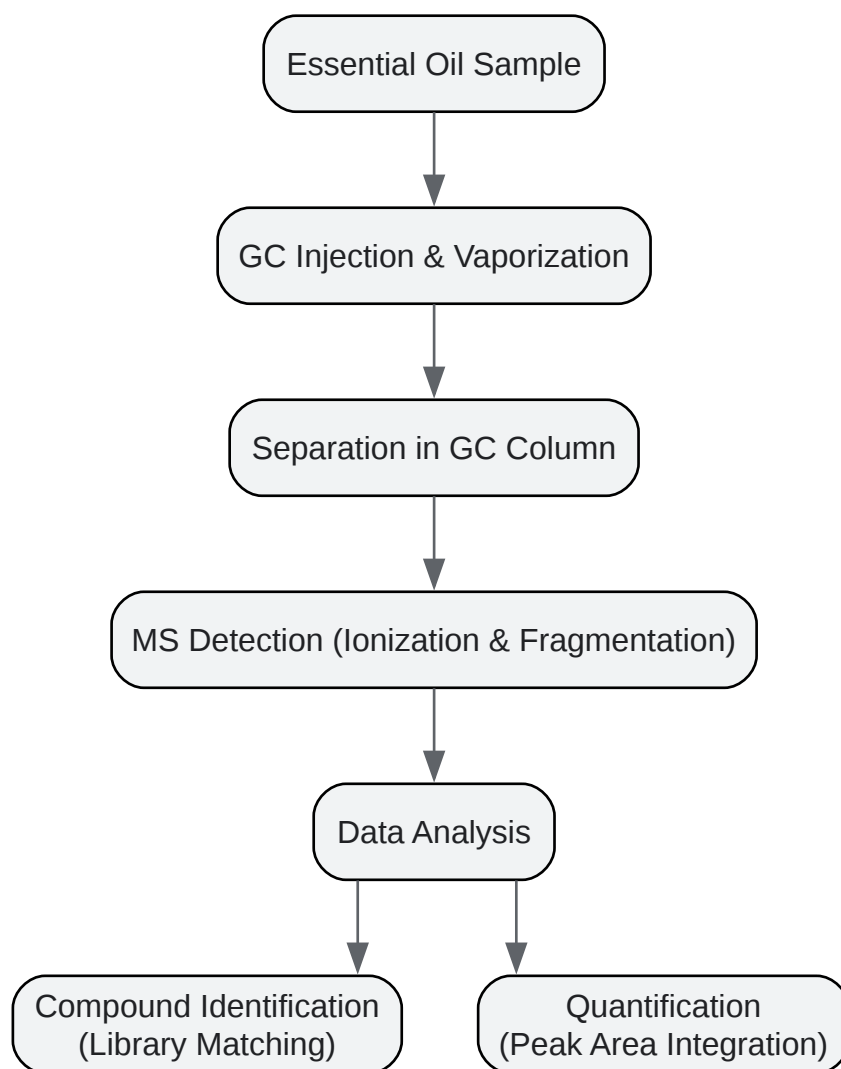 Essential Oil Sample
GC Injection & Vaporization
Separation in GC Column
MS Detection (Ionization & Fragmentation)
Data Analysis
Compound Identification
(Library Matching)
Quantification
(Peak Area Integration)